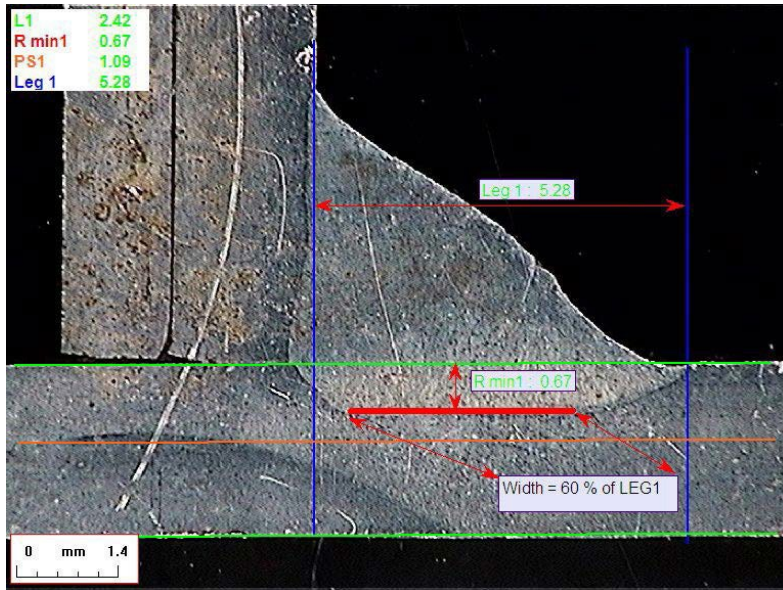 L1 2.42
R min1 0.67
PS1 1.09
Leg 1 5.28
Leg 1 : 5.28
R min1 : 0.67
Width = 60 % of LEG1
0 mm 1.4